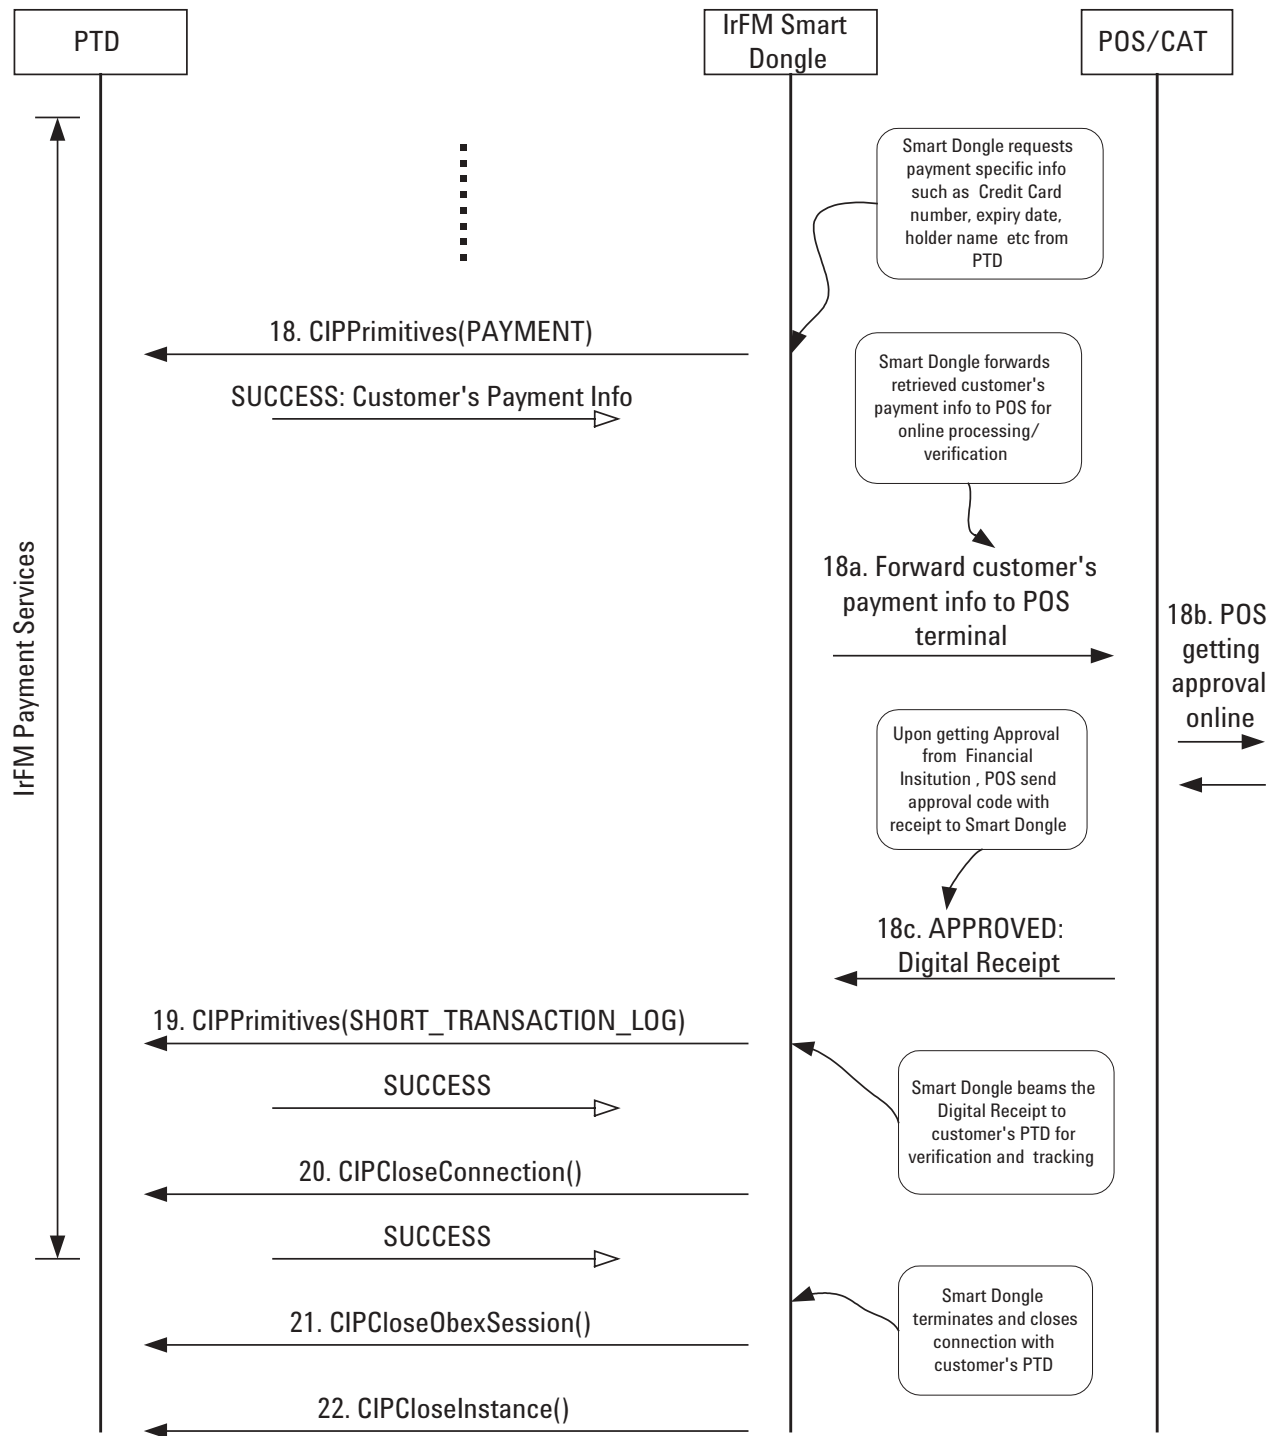 PTD
IrFM Smart
Dongle
POS/CAT
Smart Dongle requests
payment specific info
such as Credit Card
number, expiry date,
holder name etc from
PTD
18. CIPPrimitives(PAYMENT)
SUCCESS: Customer's Payment Info
Smart Dongle forwards
retrieved customer's
payment info to POS for
online processing/
verification
IrFM Payment Services
18a. Forward customer's
payment info to POS
terminal
18b. POS
getting
approval
online
Upon getting Approval
from Financial
Insitution , POS send
approval code with
receipt to Smart Dongle
18c. APPROVED:
Digital Receipt
19. CIPPrimitives(SHORT_TRANSACTION_LOG)
SUCCESS
Smart Dongle beams the
Digital Receipt to
customer's PTD for
verification and tracking
20. CIPCloseConnection()
SUCCESS
Smart Dongle
terminates and closes
connection with
customer's PTD
21. CIPCloseObexSession()
22. CIPCloseInstance()